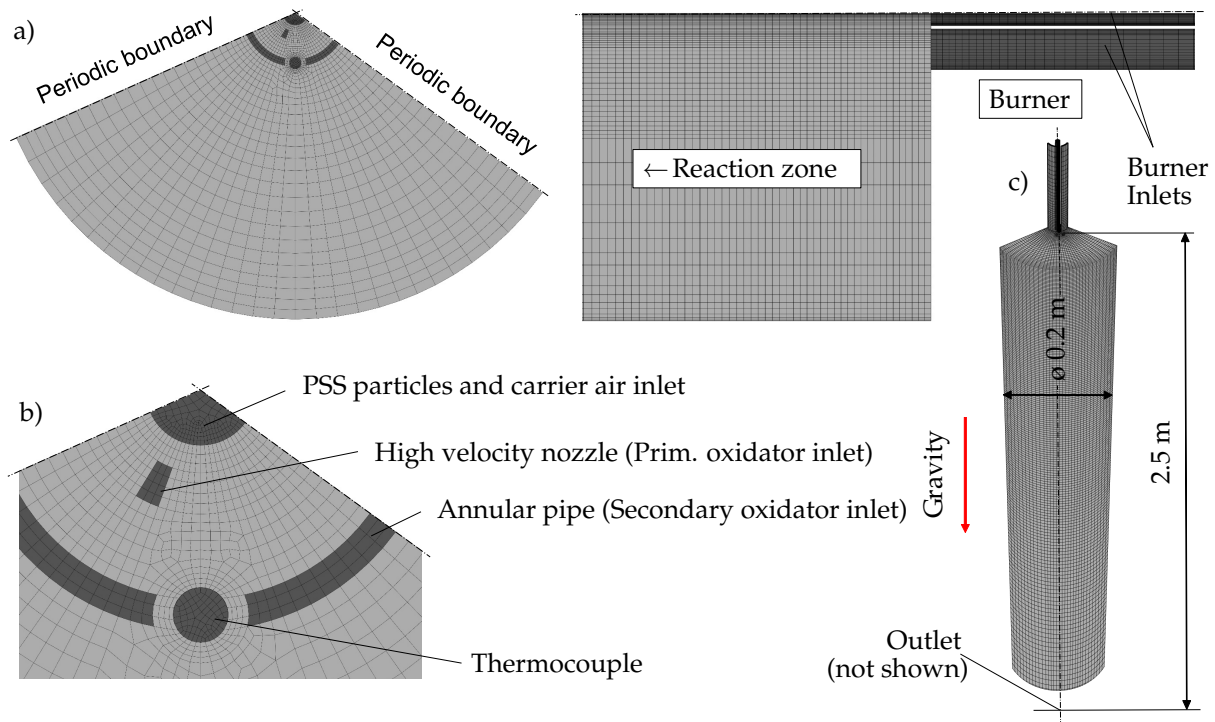 a)
Periodic boundary
Periodic boundary
Burner
← Reaction zone
Burner
Inlets
c)
ø 0.2 m
2.5 m
Gravity
Outlet
(not shown)
b)
PSS particles and carrier air inlet
High velocity nozzle (Prim. oxidator inlet)
Annular pipe (Secondary oxidator inlet)
Thermocouple